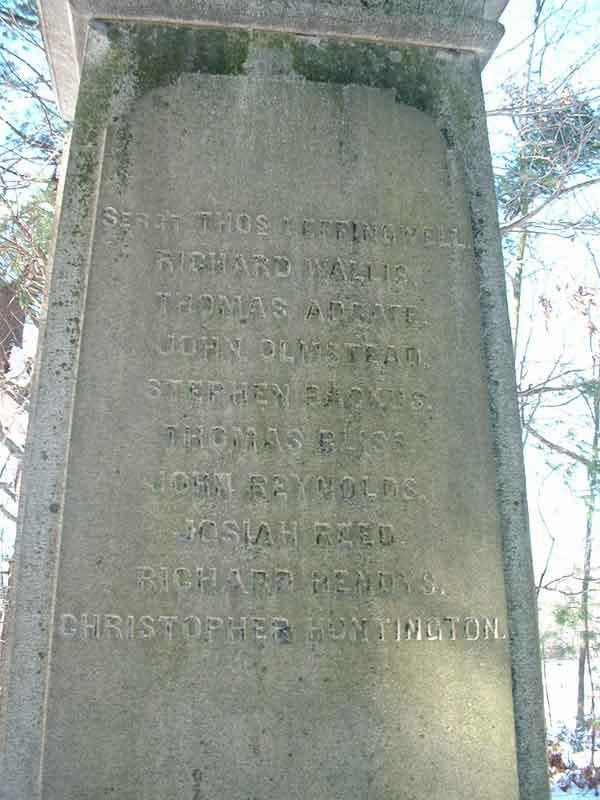 SERGT THOS LEFFINGWELL.
RICHARD WALLIS.
THOMAS ADGATE.
JOHN OLMSTEAD.
STEPHEN BACKUS.
THOMAS BLISS.
JOHN REYNOLDS.
JOSIAH REED.
RICHARD HENDYS.
CHRISTOPHER HUNTINGTON.